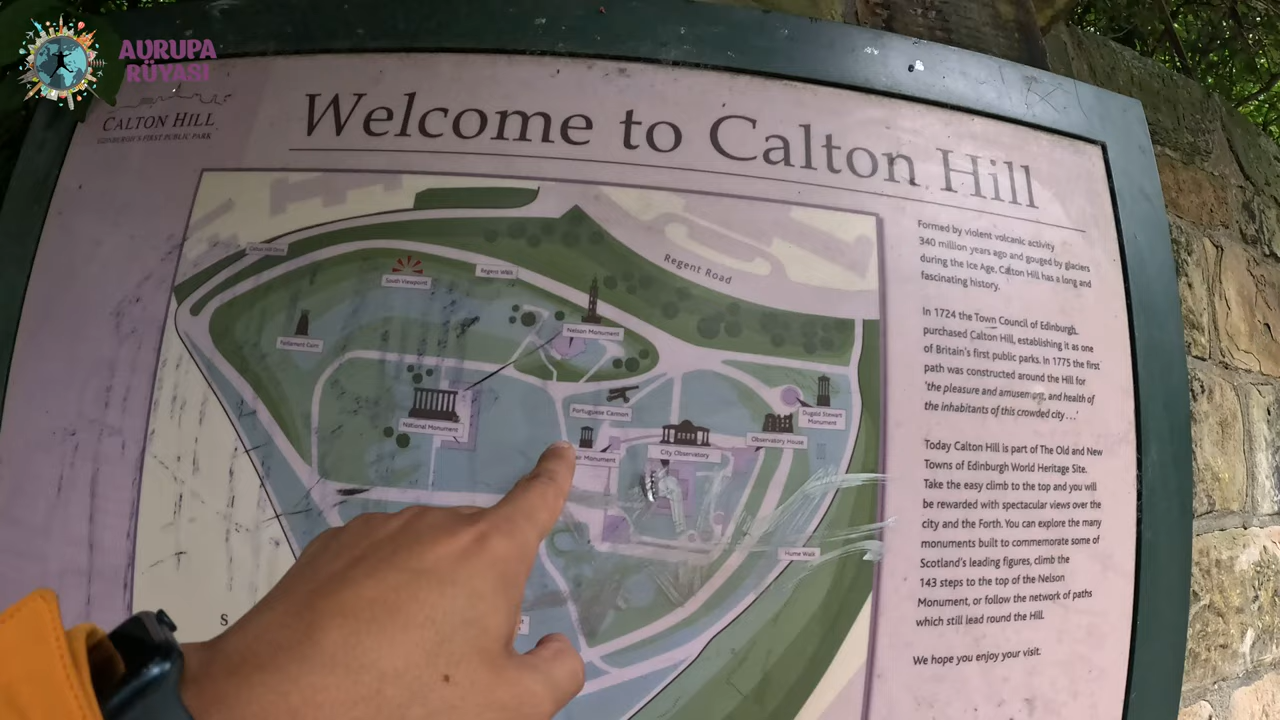 AURUPA
RÜYASI
CALTON HILL
EDINBURGH'S FIRST PUBLIC PARK
Welcome to Calton Hill
Formed by violent volcanic activity
340 million years ago and gouged by glaciers
during the Ice Age, Calton Hill has a long and
fascinating history.
In 1724 the Town Council of Edinburgh,
purchased Calton Hill, establishing it as one
of Britain's first public parks. In 1775 the first
path was constructed around the Hill for
'the pleasure and amusement, and health of
the inhabitants of this crowded city...'
Today Calton Hill is part of The Old and New
Towns of Edinburgh World Heritage Site.
Take the easy climb to the top and you will
be rewarded with spectacular views over the
city and the Forth. You can explore the many
monuments built to commemorate some of
Scotland's leading figures, climb the
143 steps to the top of the Nelson
Monument, or follow the network of paths
which still lead round the Hill.
We hope you enjoy your visit.
Regent Road
South Viewpoint
Regent Walk
Nelson Monument
Parliament Cairn
National Monument
Portuguese Cannon
Dugald Stewart
Monument
Observatory House
City Observatory
Monument
Hume Walk
S